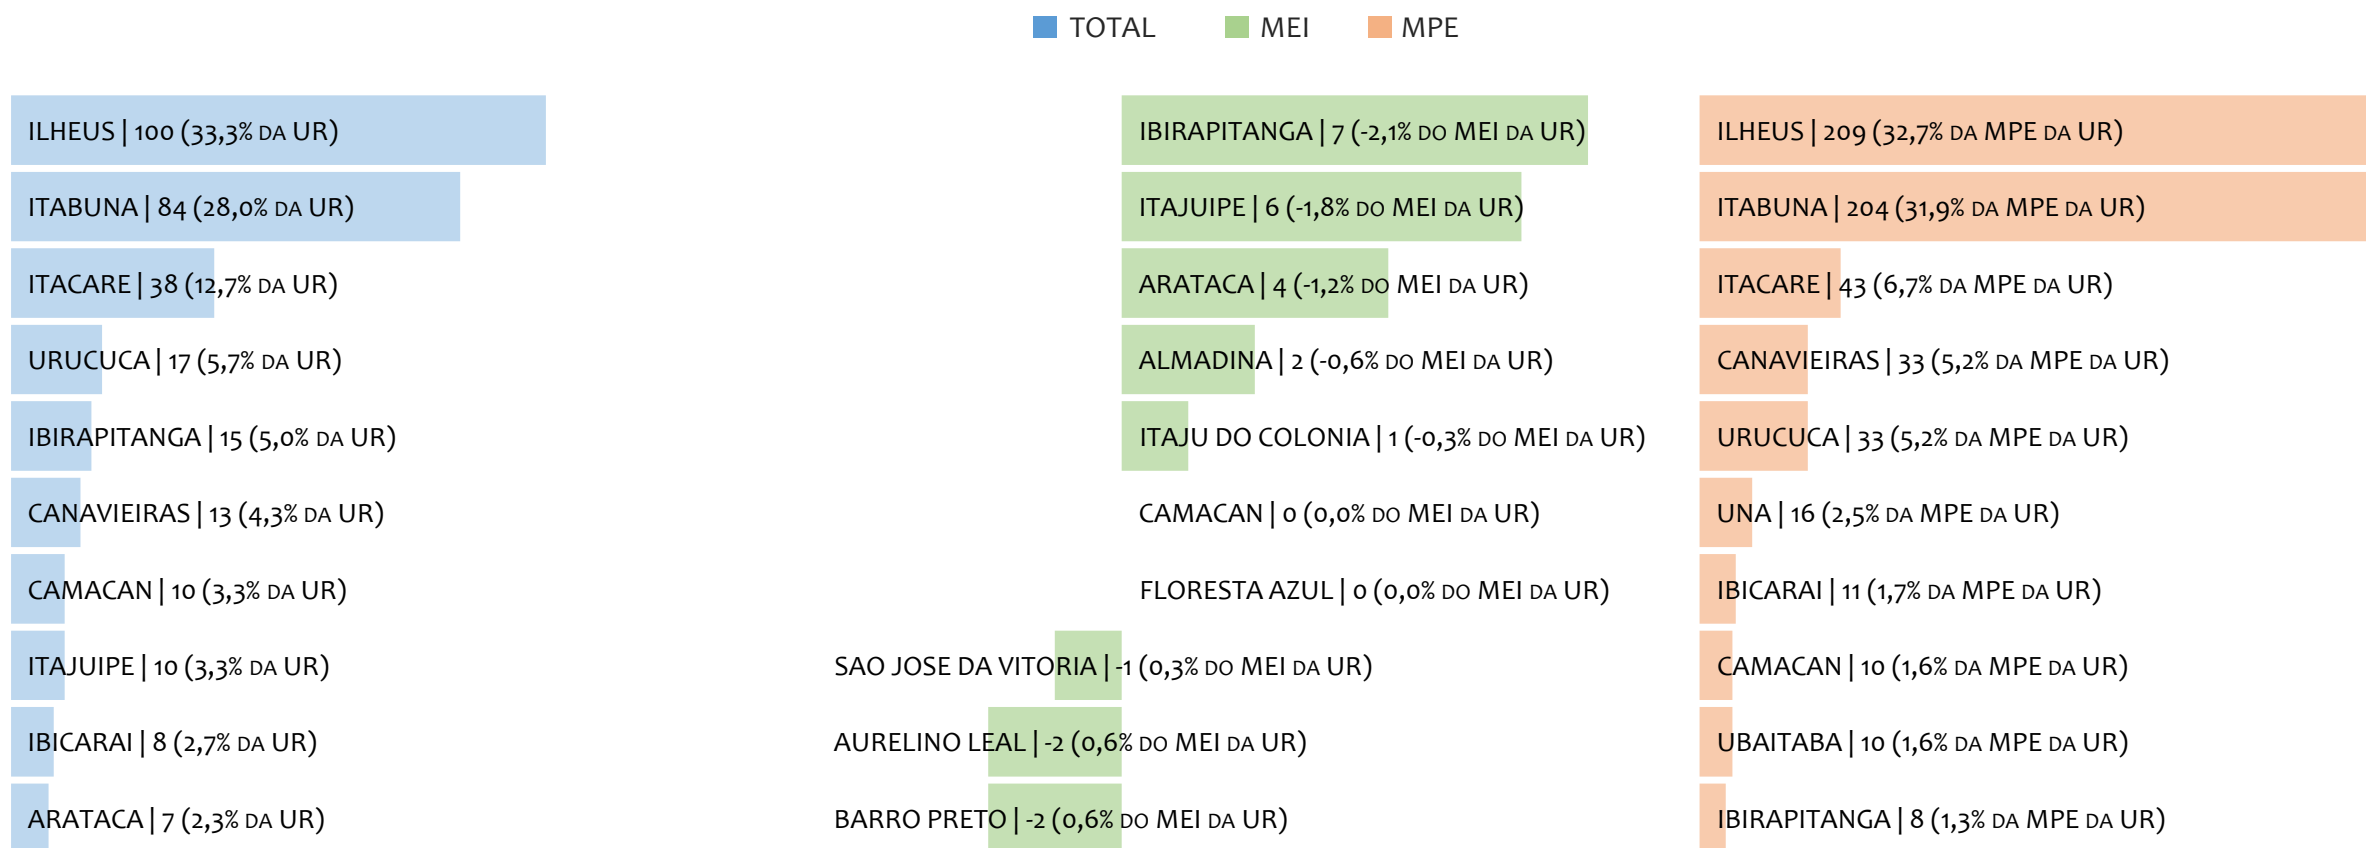 TOTAL MEI MPE
ILHEUS | 100 (33,3% DA UR)
ITABUNA | 84 (28,0% DA UR)
ITACARE | 38 (12,7% DA UR)
URUCUCA | 17 (5,7% DA UR)
IBIRAPITANGA | 15 (5,0% DA UR)
CANAVIEIRAS | 13 (4,3% DA UR)
CAMACAN | 10 (3,3% DA UR)
ITAJUIPE | 10 (3,3% DA UR)
IBICARAI | 8 (2,7% DA UR)
ARATACA | 7 (2,3% DA UR)
IBIRAPITANGA | 7 (-2,1% DO MEI DA UR)
ITAJUIPE | 6 (-1,8% DO MEI DA UR)
ARATACA | 4 (-1,2% DO MEI DA UR)
ALMADINA | 2 (-0,6% DO MEI DA UR)
ITAJU DO COLONIA | 1 (-0,3% DO MEI DA UR)
CAMACAN | 0 (0,0% DO MEI DA UR)
FLORESTA AZUL | 0 (0,0% DO MEI DA UR)
SAO JOSE DA VITORIA | -1 (0,3% DO MEI DA UR)
AURELINO LEAL | -2 (0,6% DO MEI DA UR)
BARRO PRETO | -2 (0,6% DO MEI DA UR)
ILHEUS | 209 (32,7% DA MPE DA UR)
ITABUNA | 204 (31,9% DA MPE DA UR)
ITACARE | 43 (6,7% DA MPE DA UR)
CANAVIEIRAS | 33 (5,2% DA MPE DA UR)
URUCUCA | 33 (5,2% DA MPE DA UR)
UNA | 16 (2,5% DA MPE DA UR)
IBICARAI | 11 (1,7% DA MPE DA UR)
CAMACAN | 10 (1,6% DA MPE DA UR)
UBAITABA | 10 (1,6% DA MPE DA UR)
IBIRAPITANGA | 8 (1,3% DA MPE DA UR)